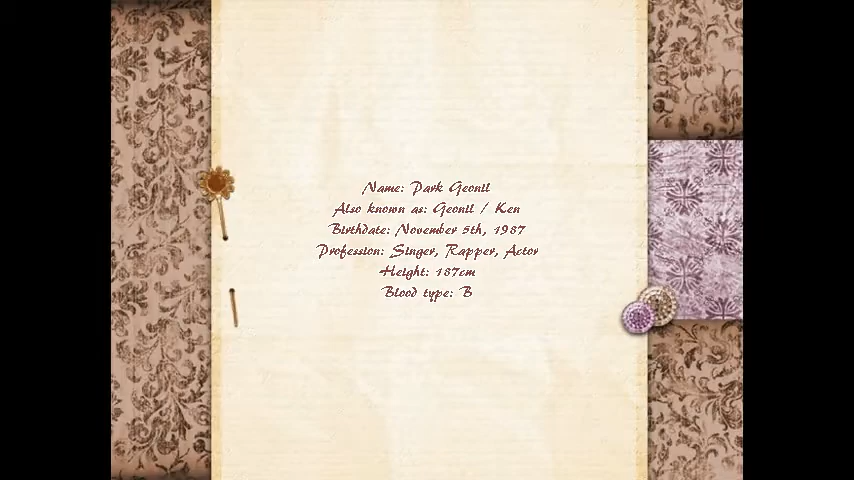 Name: Park Geonil
Also known as: Geonil / Ken
Birthdate: November 5th, 1987
Profession: Singer, Rapper, Actor
Height: 187cm
Blood type: B